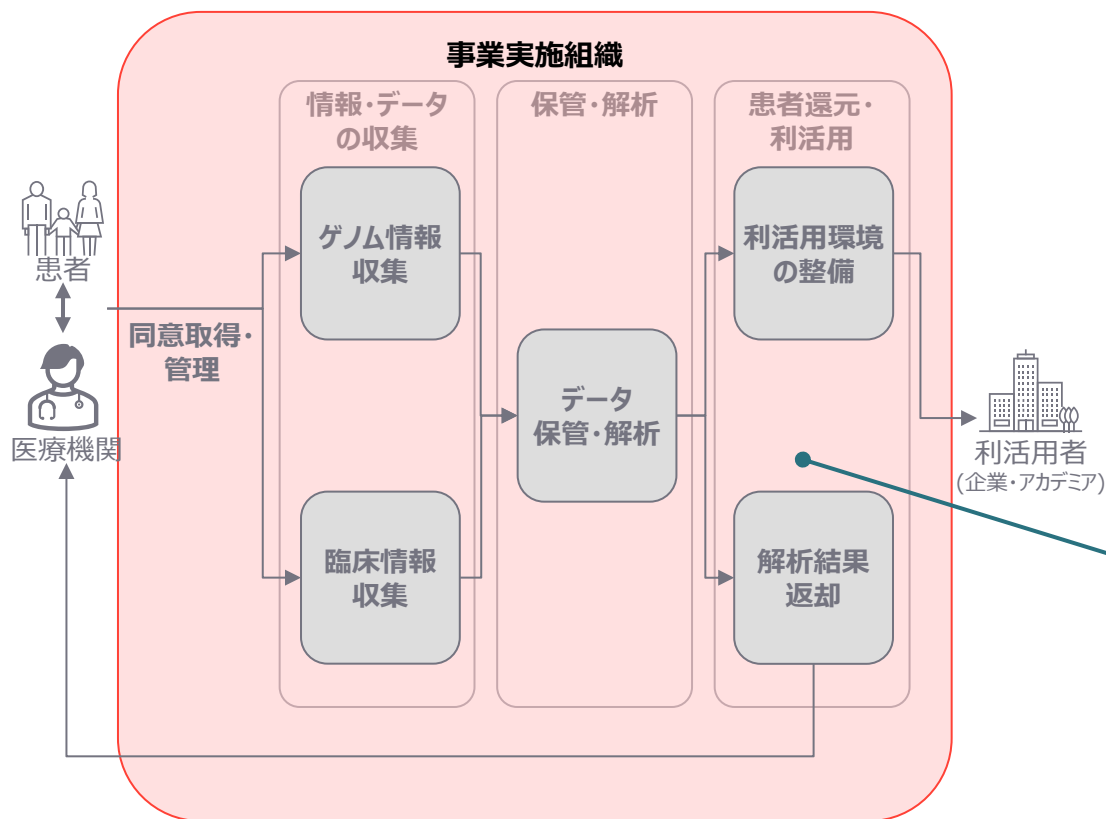 事業実施組織
情報・データ
の収集
保管・解析
患者還元・
利活用
ゲノム情報
収集
利活用環境
の整備
患者
同意取得・
管理
医療機関
データ
保管・解析
利活用者
(企業・アカデミア)
臨床情報
収集
解析結果
返却